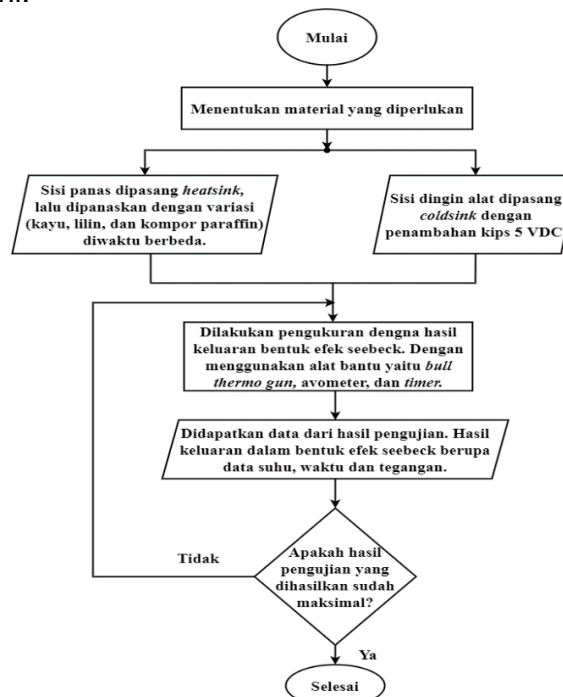 Mulai
Menentukan material yang diperlukan
Sisi panas dipasang heatsink,
lalu dipanaskan dengan variasi
(kayu, lilin, dan kompor paraffin)
diwaktu berbeda.
Sisi dingin alat dipasang
coldsink dengan
penambahan kips 5 VDC
Dilakukan pengukuran dengna hasil
keluaran bentuk efek seebeck. Dengan
menggunakan alat bantu yaitu bull
thermo gun, avometer, dan timer.
Didapatkan data dari hasil pengujian. Hasil
keluaran dalam bentuk efek seebeck berupa
data suhu, waktu dan tegangan.
Tidak
Apakah hasil
pengujian yang
dihasilkan sudah
maksimal?
Ya
Selesai